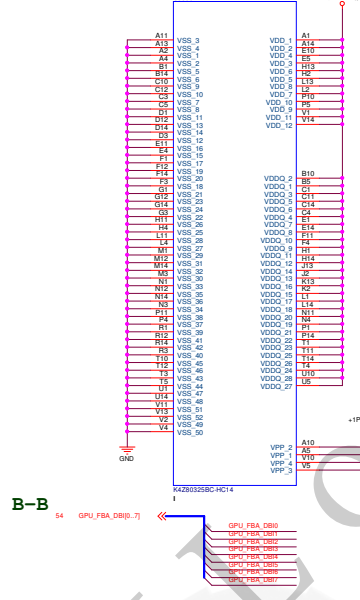 A11 VSS_3 VDD_1 A1
A13 VSS_4 VDD_2 A14
A2 VSS_1 VDD_4 E10
A4 VSS_2 VDD_3 E5
B1 VSS_5 VDD_6 H13
B14 VSS_6 VDD_5 H2
C10 VSS_9 VDD_8 L13
C12 VSS_10 VDD_7 L2
C3 VSS_7 VDD_10 P10
C5 VSS_8 VDD_9 P5
D1 VSS_11 VDD_11 V1
D12 VSS_13 VDD_12 V14
D14 VSS_14
D3 VSS_12
E11 VSS_16
E4 VSS_15
F1 VSS_17
F12 VSS_19
F14 VSS_20 VDDQ_2 B10
F3 VSS_18 VDDQ_1 B5
G1 VSS_21 VDDQ_3 C1
G12 VSS_23 VDDQ_5 C11
G14 VSS_24 VDDQ_6 C14
G3 VSS_22 VDDQ_4 C4
H11 VSS_26 VDDQ_7 E1
H4 VSS_25 VDDQ_8 E14
L11 VSS_28 VDDQ_10 F11
L4 VSS_27 VDDQ_9 F4
M1 VSS_29 VDDQ_11 H1
M12 VSS_31 VDDQ_12 H14
M14 VSS_32 VDDQ_14 J13
M3 VSS_30 VDDQ_13 J2
N1 VSS_33 VDDQ_16 K13
N12 VSS_35 VDDQ_15 K2
N14 VSS_36 VDDQ_17 L1
N3 VSS_34 VDDQ_18 L14
P11 VSS_38 VDDQ_20 N11
P4 VSS_37 VDDQ_19 N4
R1 VSS_39 VDDQ_21 P1
R12 VSS_41 VDDQ_22 P14
R14 VSS_42 VDDQ_23 T1
R3 VSS_40 VDDQ_25 T11
T10 VSS_45 VDDQ_26 T14
T12 VSS_46 VDDQ_24 T4
T3 VSS_43 VDDQ_28 U10
T5 VSS_44 VDDQ_27 U5
U1 VSS_47
U14 VSS_48
V11 VSS_51
V13 VSS_52 +1P
V2 VSS_49
V4 VSS_50
VPP_2 A10
VPP_1 A5
VPP_4 V10
VPP_3 V5
GND
K4Z80325BC-HC14
B-B
54 GPU_FBA_DBI[0..7]
GPU_FBA_DBI0
GPU_FBA_DBI1
GPU_FBA_DBI2
GPU_FBA_DBI3
GPU_FBA_DBI4
GPU_FBA_DBI5
GPU_FBA_DBI6
GPU_FBA_DBI7